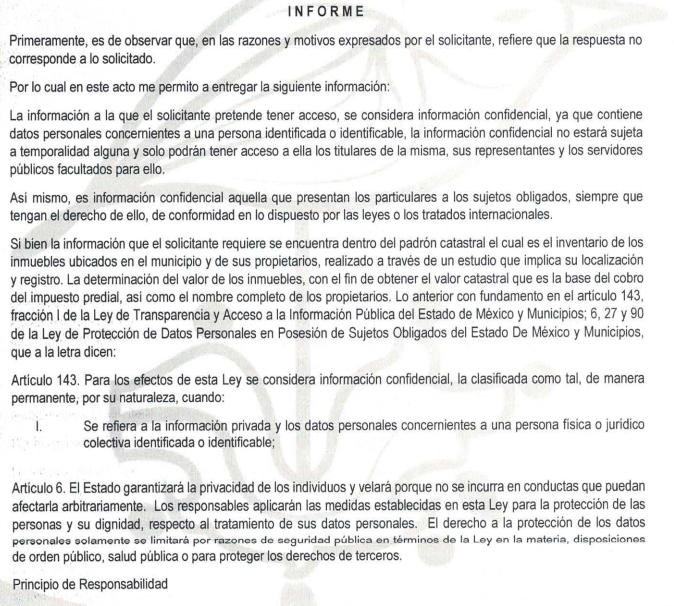 INFORME
Primeramente, es de observar que, en las razones y motivos expresados por el solicitante, refiere que la respuesta no
corresponde a lo solicitado.
Por lo cual en este acto me permito a entregar la siguiente información:
La información a la que el solicitante pretende tener acceso, se considera información confidencial, ya que contiene
datos personales concernientes a una persona identificada o identificable, la información confidencial no estará sujeta
a temporalidad alguna y solo podrán tener acceso a ella los titulares de la misma, sus representantes y los servidores
públicos facultados para ello.
Así mismo, es información confidencial aquella que presentan los particulares a los sujetos obligados, siempre que
tengan el derecho de ello, de conformidad en lo dispuesto por las leyes o los tratados internacionales.
Si bien la información que el solicitante requiere se encuentra dentro del padrón catastral el cual es el inventario de los
inmuebles ubicados en el municipio y de sus propietarios, realizado a través de un estudio que implica su localización
y registro. La determinación del valor de los inmuebles, con el fin de obtener el valor catastral que es la base del cobro
del impuesto predial, así como el nombre completo de los propietarios. Lo anterior con fundamento en el artículo 143,
fracción I de la Ley de Transparencia y Acceso a la Información Pública del Estado de México y Municipios; 6, 27 y 90
de la Ley de Protección de Datos Personales en Posesión de Sujetos Obligados del Estado De México y Municipios,
que a la letra dicen:
Artículo 143. Para los efectos de esta Ley se considera información confidencial, la clasificada como tal, de manera
permanente, por su naturaleza, cuando:
I. Se refiera a la información privada y los datos personales concernientes a una persona física o jurídico
colectiva identificada o identificable;
Artículo 6. El Estado garantizará la privacidad de los individuos y velará porque no se incurra en conductas que puedan
afectarla arbitrariamente. Los responsables aplicarán las medidas establecidas en esta Ley para la protección de las
personas y su dignidad, respecto al tratamiento de sus datos personales. El derecho a la protección de los datos
personales solamente se limitará por razones de seguridad pública en términos de la Ley en la materia, disposiciones
de orden público, salud pública o para proteger los derechos de terceros.
Principio de Responsabilidad